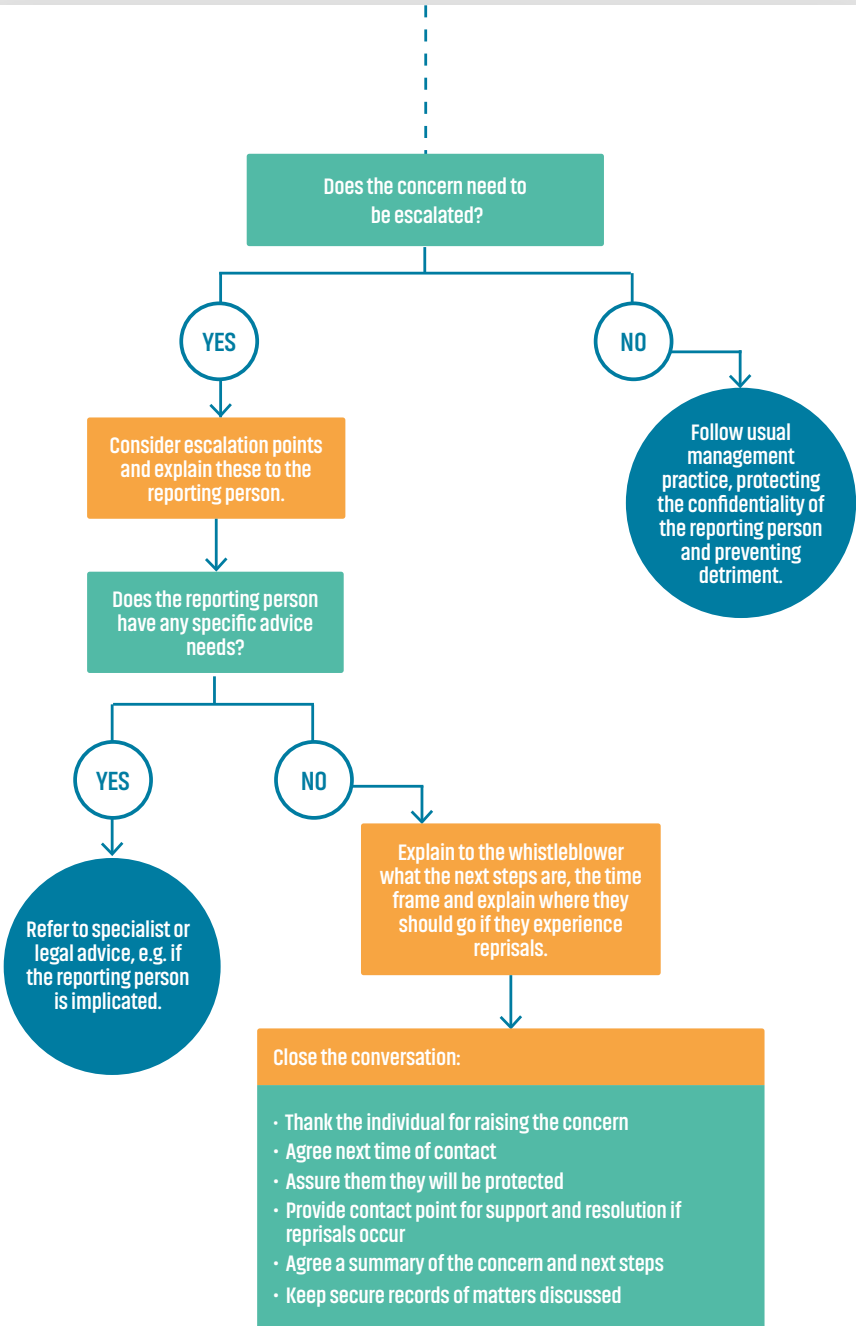 Does the concern need to
be escalated?
YES
NO
Consider escalation points
and explain these to the
reporting person.
Follow usual
management
practice, protecting
the confidentiality of
the reporting person
and preventing
detriment.
Does the reporting person
have any specific advice
needs?
YES
NO
Explain to the whistleblower
what the next steps are, the time
frame and explain where they
should go if they experience
reprisals.
Refer to specialist or
legal advice, e.g. if
the reporting person
is implicated.
Close the conversation:
· Thank the individual for raising the concern
· Agree next time of contact
· Assure them they will be protected
· Provide contact point for support and resolution if
reprisals occur
· Agree a summary of the concern and next steps
· Keep secure records of matters discussed